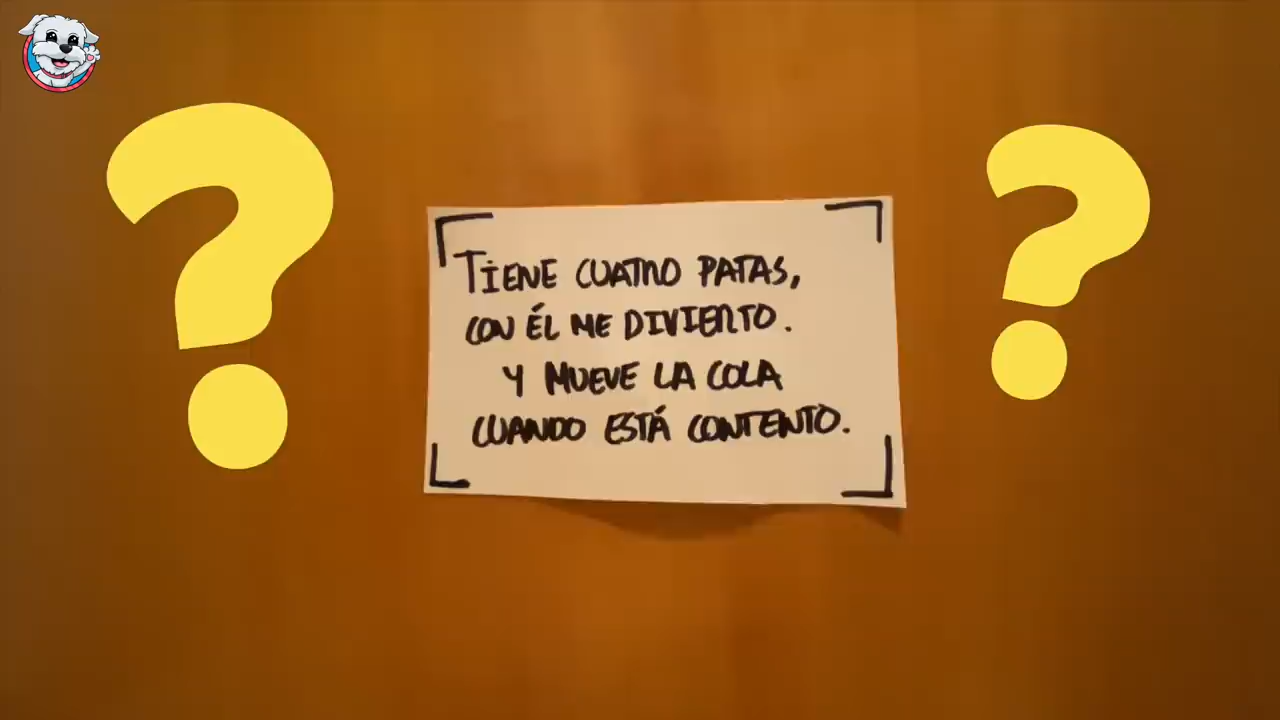 TIENE CUATRO PATAS,
CON ÉL ME DIVIERTO.
Y MUEVE LA COLA
CUANDO ESTÁ CONTENTO.